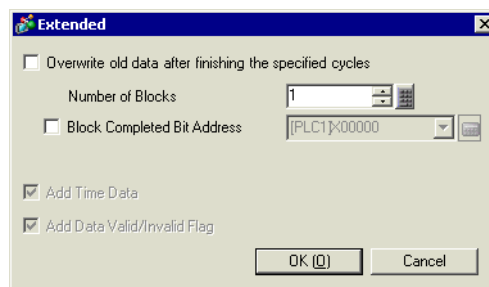 Extended
Overwrite old data after finishing the specified cycles
Number of Blocks 1
Block Completed Bit Address [PLC1]X00000
Add Time Data
Add Data Valid/Invalid Flag
OK (O) Cancel